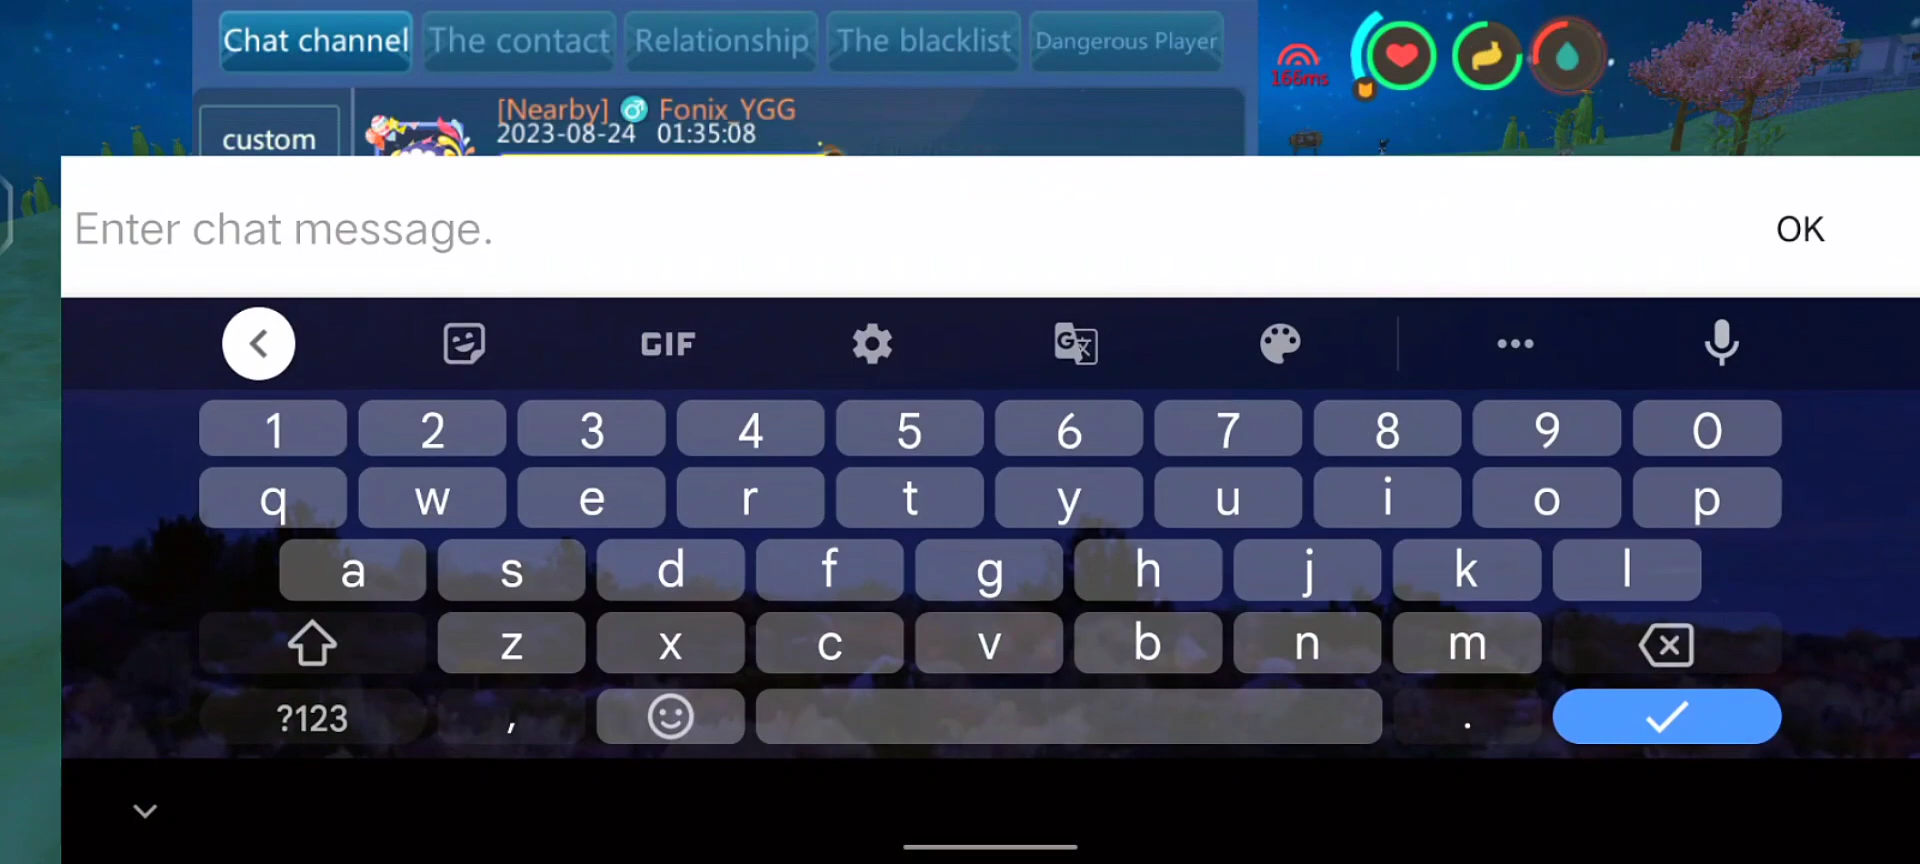 Chat channel
The contact
Relationship
The blacklist
Dangerous Player
166ms
[Nearby] Fonix_YGG
2023-08-24 01:35:08
custom
Enter chat message.
OK
GIF
1 2 3 4 5 6 7 8 9 0
q w e r t y u i o p
a s d f g h j k l
z x c v b n m
?123 , .